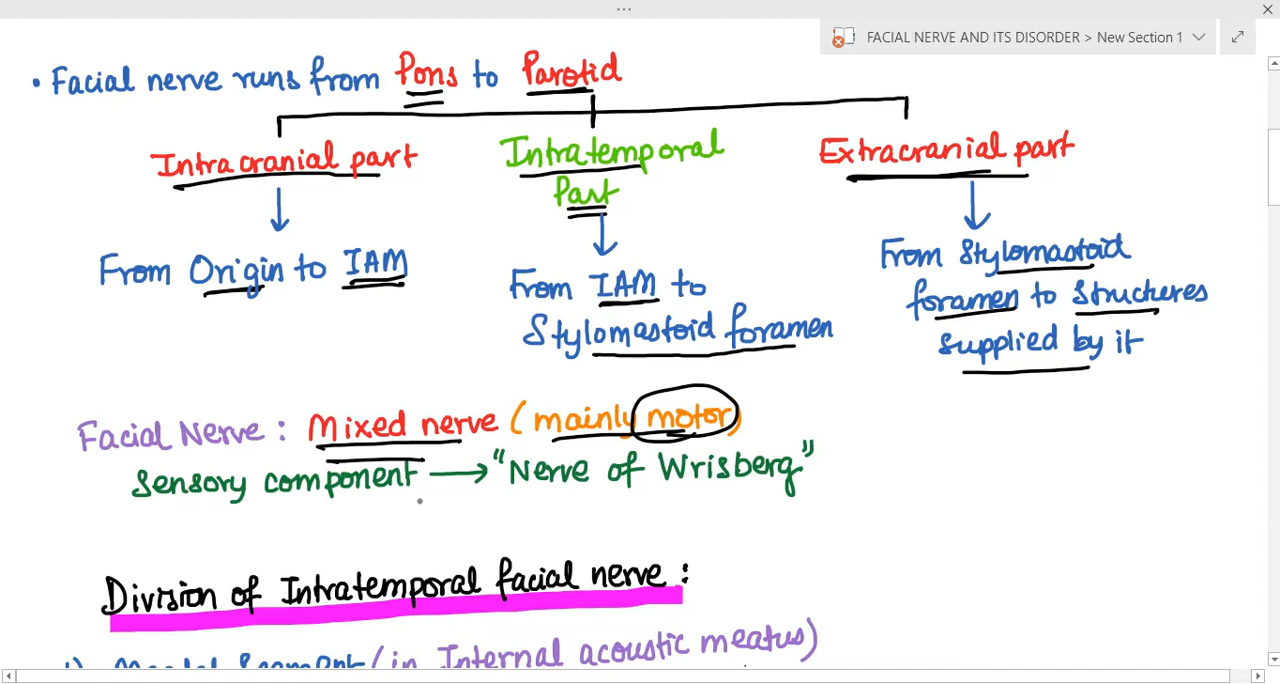 FACIAL NERVE AND ITS DISORDER > New Section 1
• Facial nerve runs from Pons to Parotid
Intracranial part
From Origin to IAM
Intratemporal
Part
From IAM to
Stylomastoid foramen
Extracranial part
From Stylomastoid
foramen to Structures
supplied by it
Facial Nerve : Mixed nerve (mainly motor)
Sensory component → "Nerve of Wrisberg"
Division of Intratemporal facial nerve :
1) Meatal Segment (in Internal acoustic meatus)